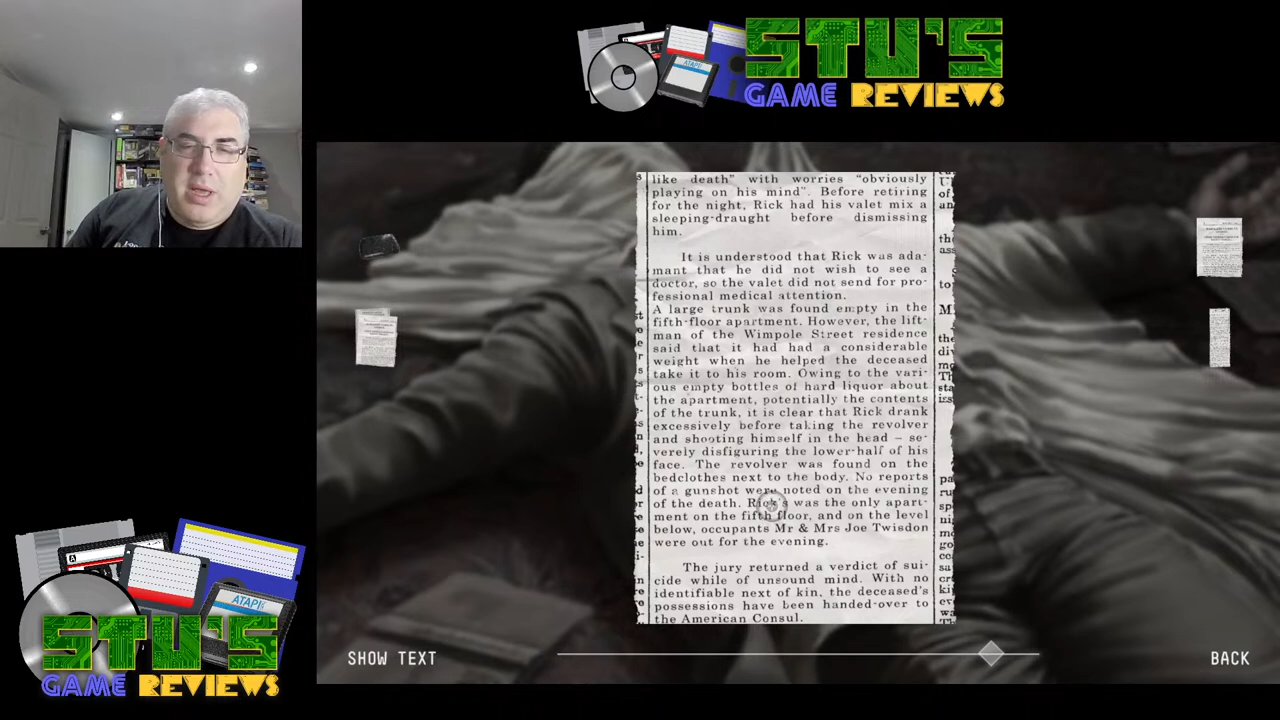 STU'S
GAME REVIEWS
ATARI
like death" with worries "obviously
playing on his mind". Before retiring
for the night, Rick had his valet mix a
sleeping-draught before dismissing
him.
It is understood that Rick was ada-
mant that he did not wish to see a
doctor, so the valet did not send for pro-
fessional medical attention.
A large trunk was found empty in the
fifth-floor apartment. However, the lift-
man of the Wimpole Street residence
said that it had had a considerable
weight when he helped the deceased
take it to his room. Owing to the vari-
ous empty bottles of hard liquor about
the apartment, potentially the contents
of the trunk, it is clear that Rick drank
excessively before taking the revolver
and shooting himself in the head – se-
verely disfiguring the lower-half of his
face. The revolver was found on the
bedclothes next to the body. No reports
of a gunshot were noted on the evening
of the death. Rick's was the only apart-
ment on the fifth floor, and on the level
below, occupants Mr & Mrs Joe Twisdon
were out for the evening.
The jury returned a verdict of sui-
cide while of unsound mind. With no
identifiable next of kin, the deceased's
possessions have been handed-over to
the American Consul.
SHOW TEXT
BACK
A
ATARI
STU'S
GAME REVIEWS